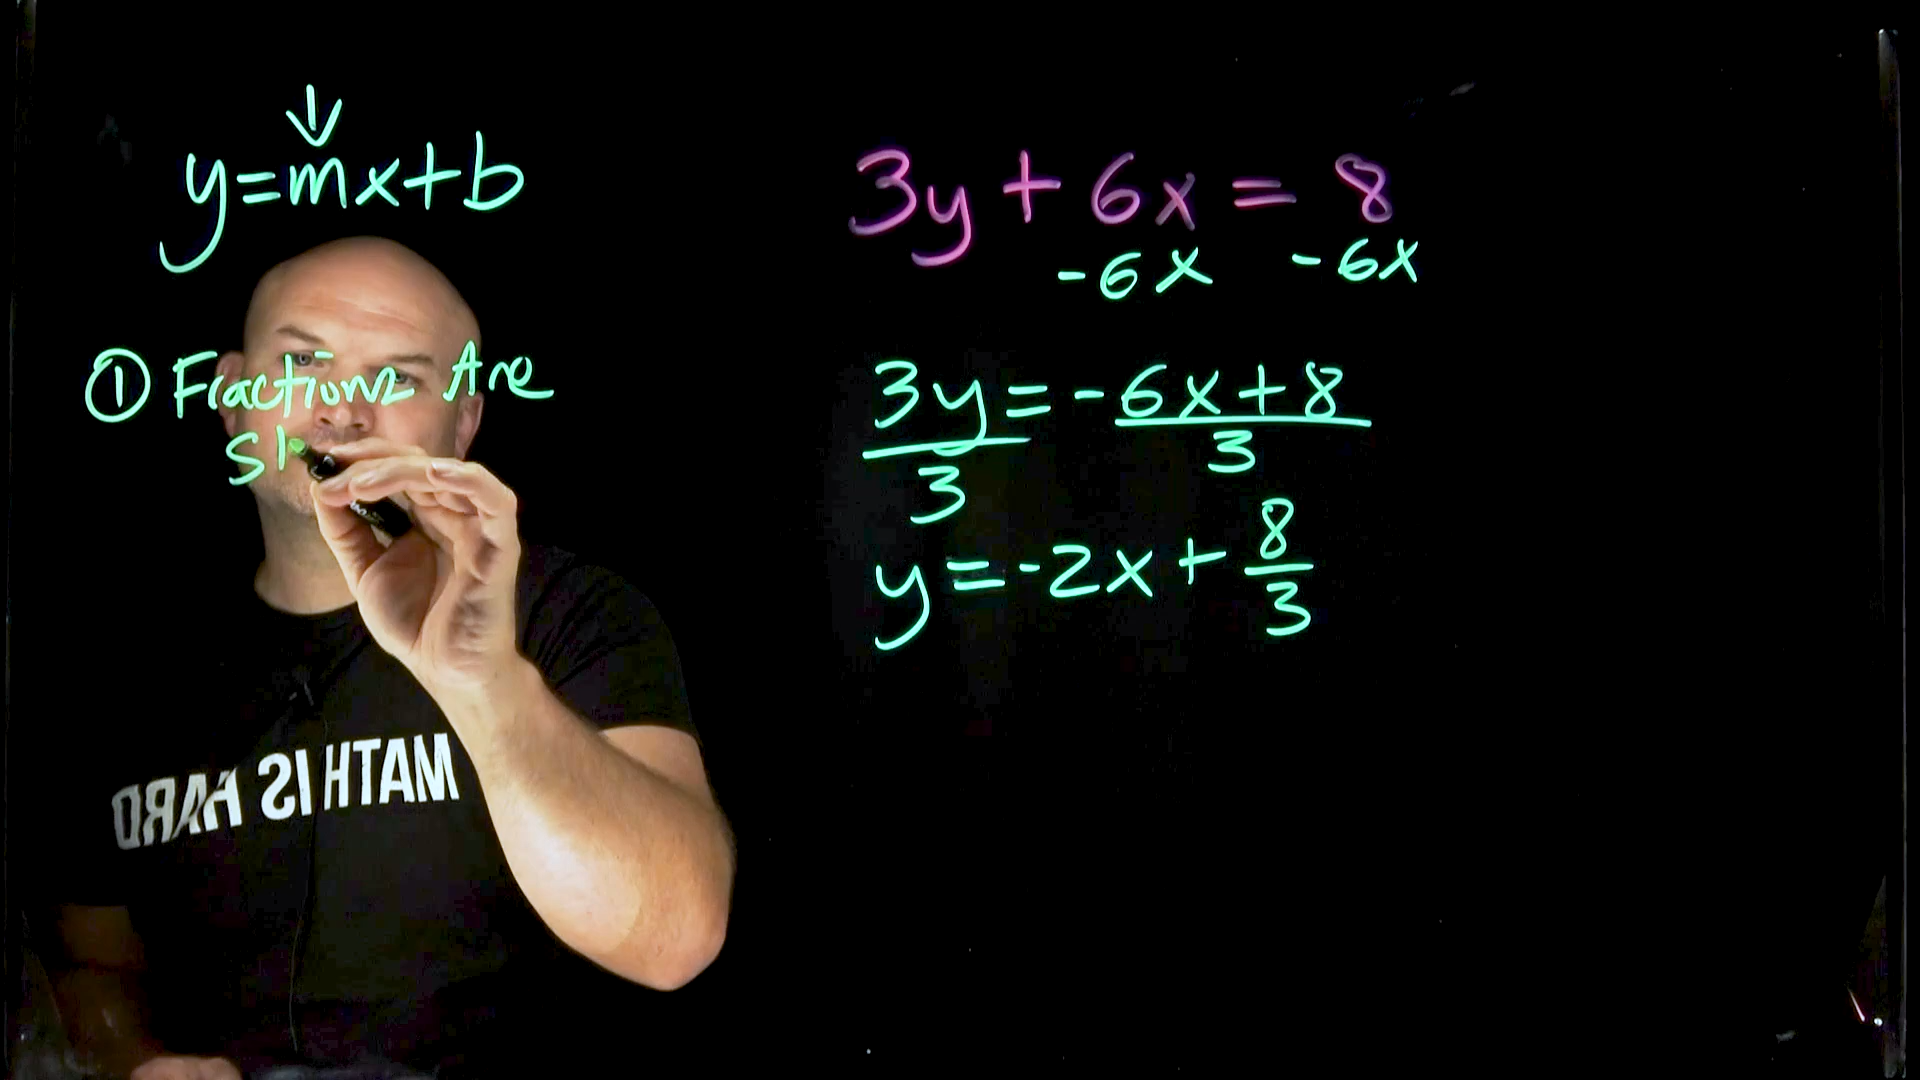 y=mx+b
① Fractions Are
3y + 6x = 8
-6x -6x
3y = -6x+8
3 3
y = -2x + 8/3
MATH IS HARD